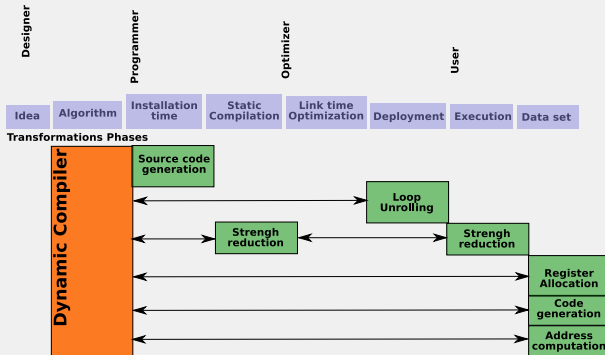 Designer
Programmer
Optimizer
User
Idea
Algorithm
Installation
time
Static
Compilation
Link time
Optimization
Deployment
Execution
Data set
Transformations Phases
Dynamic Compiler
Source code
generation
Loop
Unrolling
Strengh
reduction
Strengh
reduction
Register
Allocation
Code
generation
Address
computation